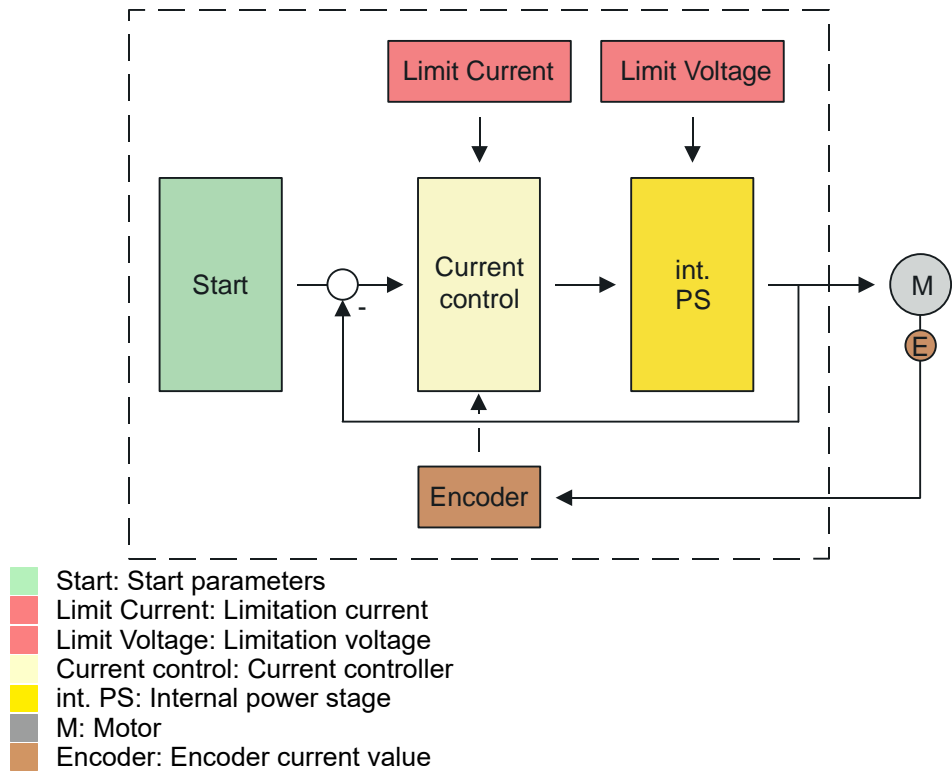 Limit Current
Limit Voltage
Start
-
Current
control
int.
PS
M
E
Encoder
Start: Start parameters
Limit Current: Limitation current
Limit Voltage: Limitation voltage
Current control: Current controller
int. PS: Internal power stage
M: Motor
Encoder: Encoder current value